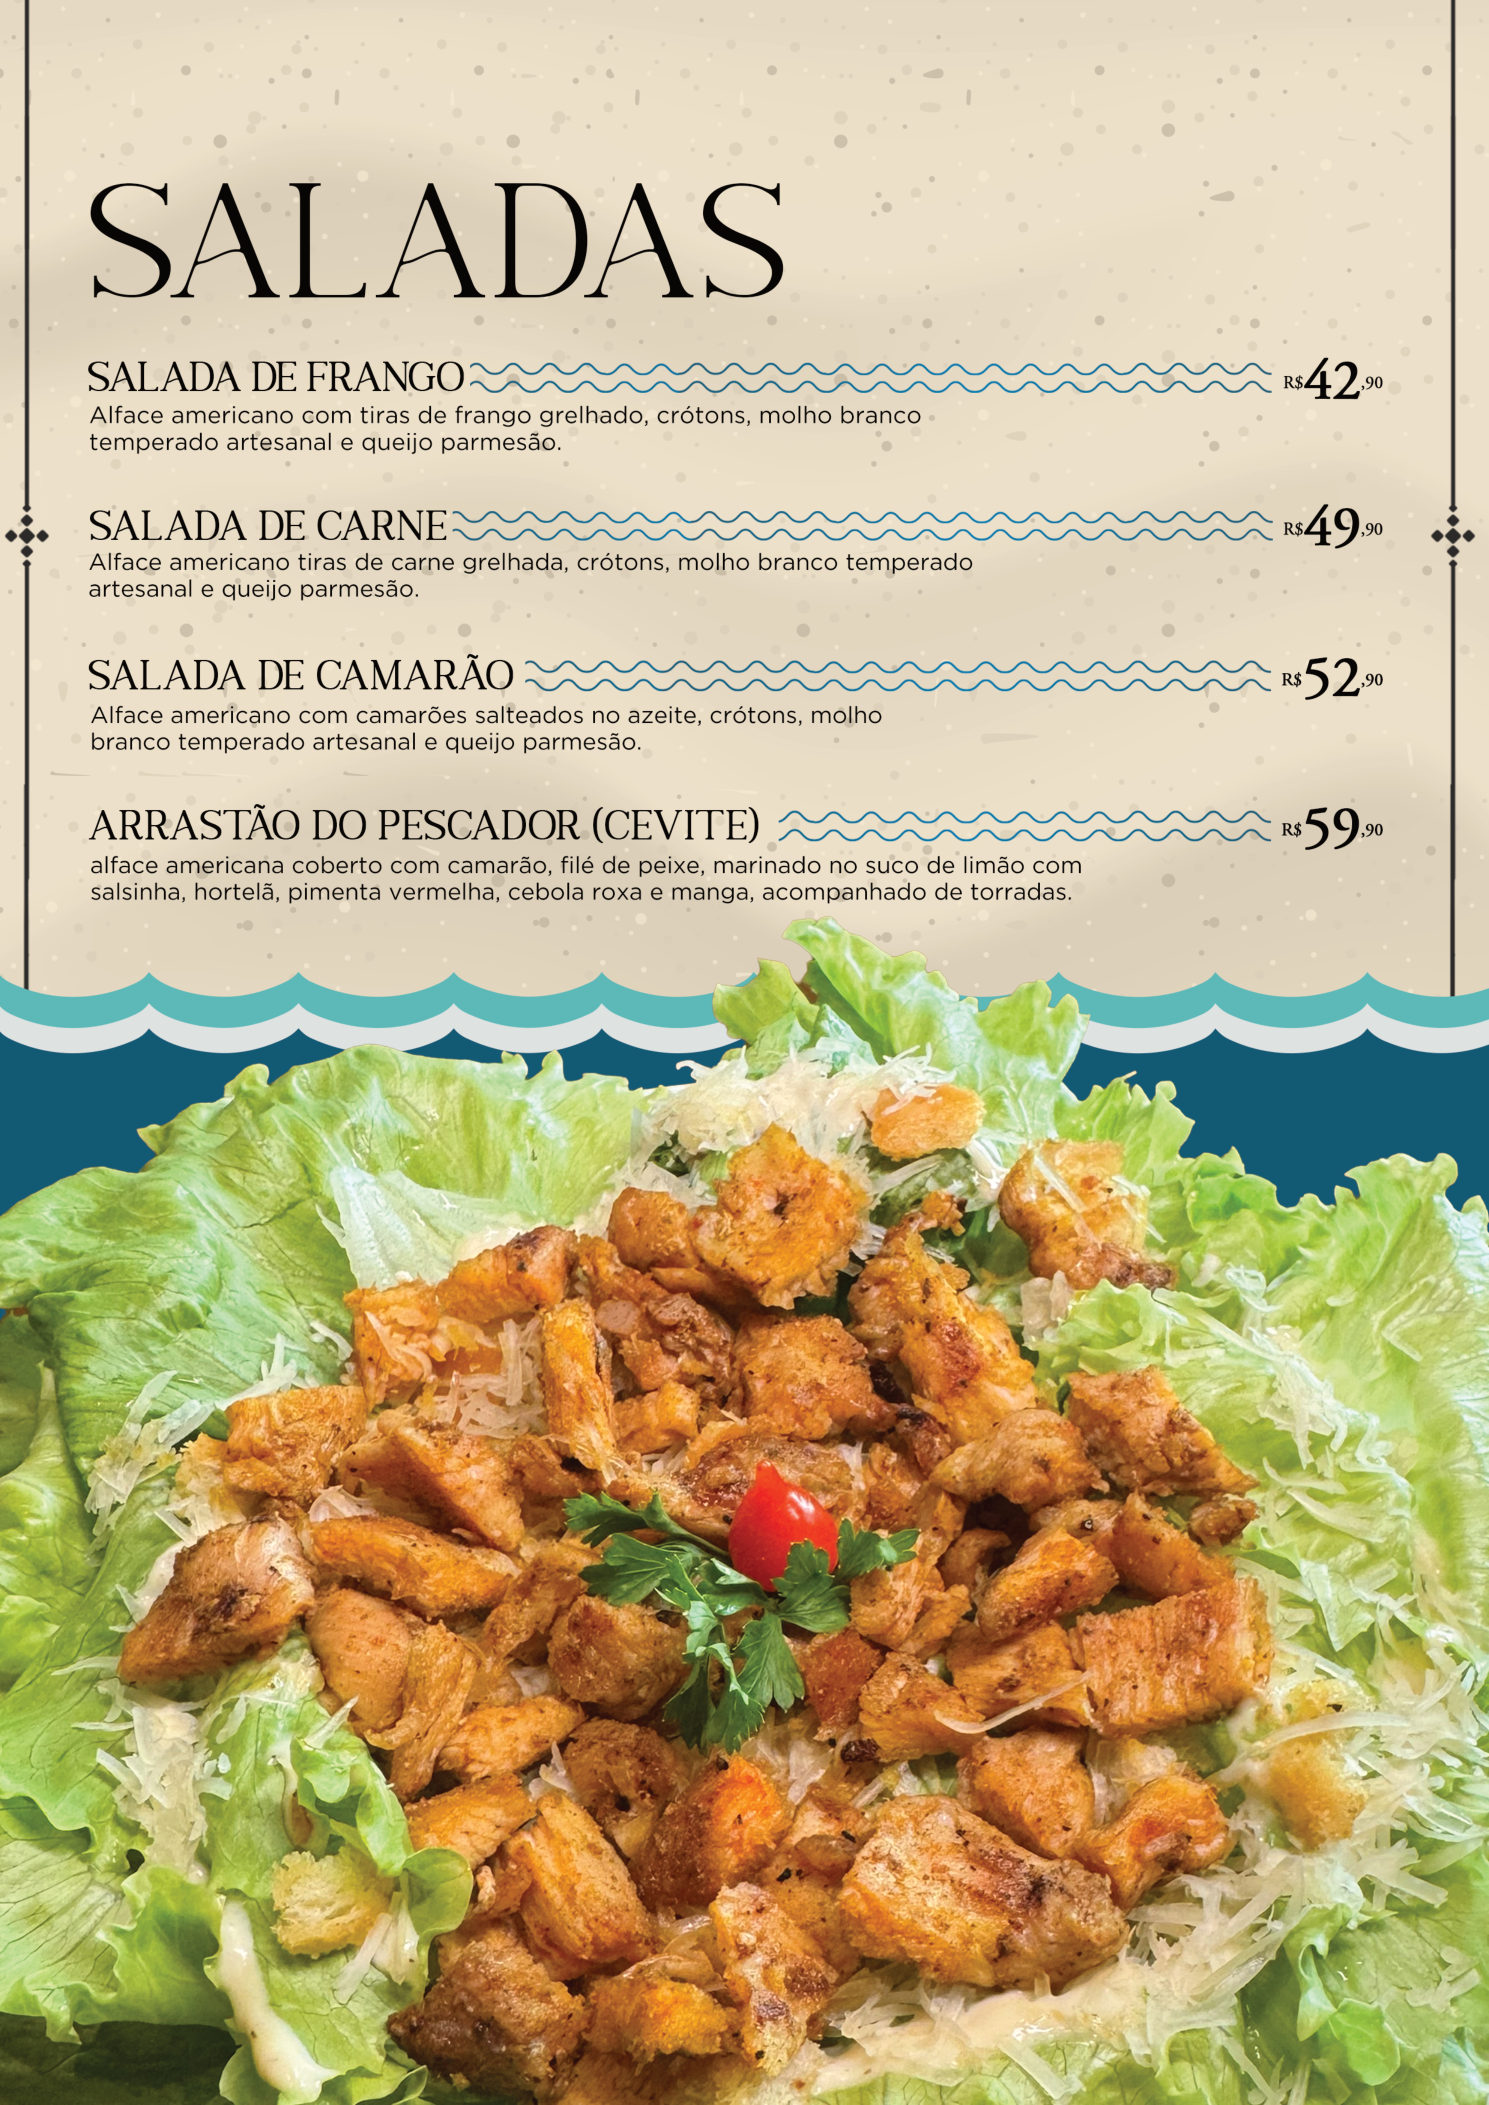 SALADAS
SALADA DE FRANGO R$42,90
Alface americano com tiras de frango grelhado, crótons, molho branco
temperado artesanal e queijo parmesão.
SALADA DE CARNE R$49,90
Alface americano tiras de carne grelhada, crótons, molho branco temperado
artesanal e queijo parmesão.
SALADA DE CAMARÃO R$52,90
Alface americano com camarões salteados no azeite, crótons, molho
branco temperado artesanal e queijo parmesão.
ARRASTÃO DO PESCADOR (CEVITE) R$59,90
alface americana coberto com camarão, filé de peixe, marinado no suco de limão com
salsinha, hortelã, pimenta vermelha, cebola roxa e manga, acompanhado de torradas.